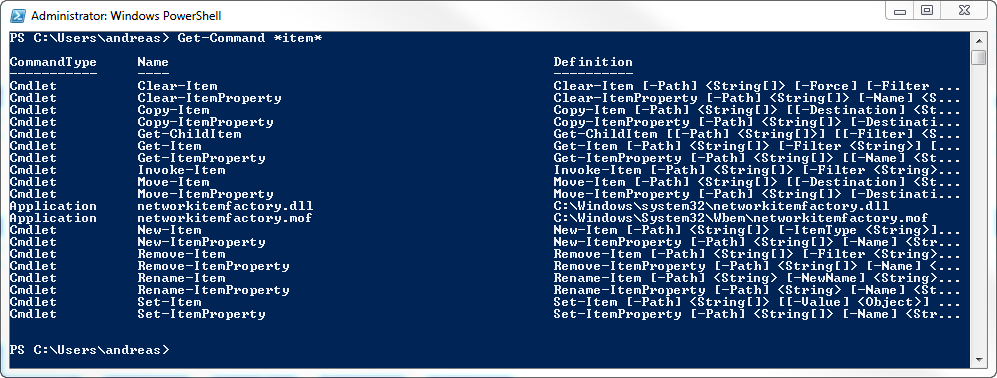 Administrator: Windows PowerShell
PS C:\Users\andreas> Get-Command *item*
CommandType     Name                                                Definition
-----------     ----                                                ----------
Cmdlet          Clear-Item                                          Clear-Item [-Path] <String[]> [-Force] [-Filter ...
Cmdlet          Clear-ItemProperty                                  Clear-ItemProperty [-Path] <String[]> [-Name] <S...
Cmdlet          Copy-Item                                           Copy-Item [-Path] <String[]> [[-Destination] <St...
Cmdlet          Copy-ItemProperty                                   Copy-ItemProperty [-Path] <String[]> [-Destinati...
Cmdlet          Get-ChildItem                                       Get-ChildItem [[-Path] <String[]>] [[-Filter] <S...
Cmdlet          Get-Item                                            Get-Item [-Path] <String[]> [-Filter <String>] [...
Cmdlet          Get-ItemProperty                                    Get-ItemProperty [-Path] <String[]> [[-Name] <St...
Cmdlet          Invoke-Item                                         Invoke-Item [-Path] <String[]> [-Filter <String>...
Cmdlet          Move-Item                                           Move-Item [-Path] <String[]> [[-Destination] <St...
Cmdlet          Move-ItemProperty                                   Move-ItemProperty [-Path] <String[]> [-Destinati...
Application     networkitemfactory.dll                              C:\Windows\system32\networkitemfactory.dll
Application     networkitemfactory.mof                              C:\Windows\System32\Wbem\networkitemfactory.mof
Cmdlet          New-Item                                            New-Item [-Path] <String[]> [-ItemType <String>]...
Cmdlet          New-ItemProperty                                    New-ItemProperty [-Path] <String[]> [-Name] <Str...
Cmdlet          Remove-Item                                         Remove-Item [-Path] <String[]> [-Filter <String>...
Cmdlet          Remove-ItemProperty                                 Remove-ItemProperty [-Path] <String[]> [-Name] <...
Cmdlet          Rename-Item                                         Rename-Item [-Path] <String> [-NewName] <String>...
Cmdlet          Rename-ItemProperty                                 Rename-ItemProperty [-Path] <String> [-Name] <St...
Cmdlet          Set-Item                                            Set-Item [-Path] <String[]> [[-Value] <Object>] ...
Cmdlet          Set-ItemProperty                                    Set-ItemProperty [-Path] <String[]> [-Name] <Str...
PS C:\Users\andreas>